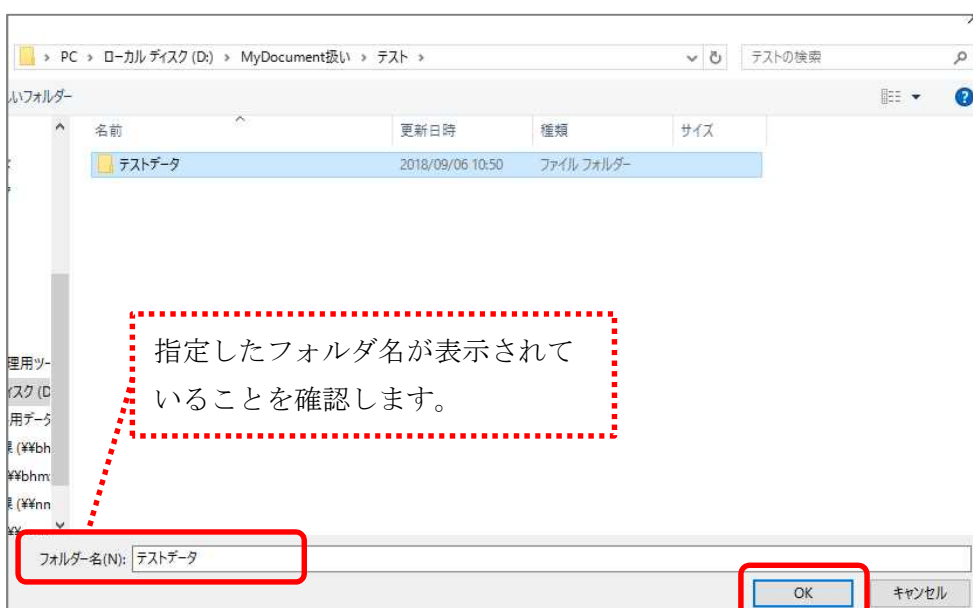 PC › ローカル ディスク (D:) › MyDocument扱い › テスト ›
テストの検索
いフォルダー
名前 更新日時 種類 サイズ
テストデータ 2018/09/06 10:50 ファイル フォルダー
指定したフォルダ名が表示されて
いることを確認します。
理用ツー
ィスク (D
用データ
(¥¥bh
¥¥bhm
(¥¥nn
フォルダー名(N): テストデータ
OK キャンセル